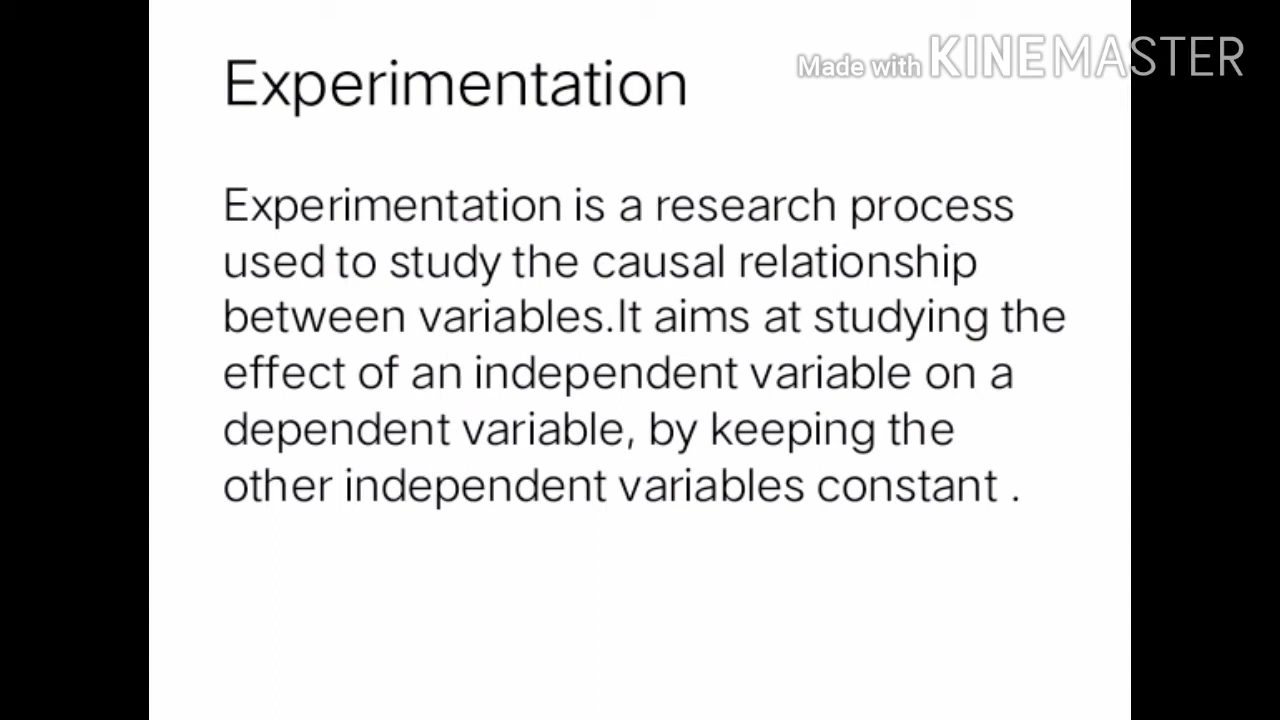 Made with KINEMASTER
Experimentation
Experimentation is a research process
used to study the causal relationship
between variables.It aims at studying the
effect of an independent variable on a
dependent variable, by keeping the
other independent variables constant .